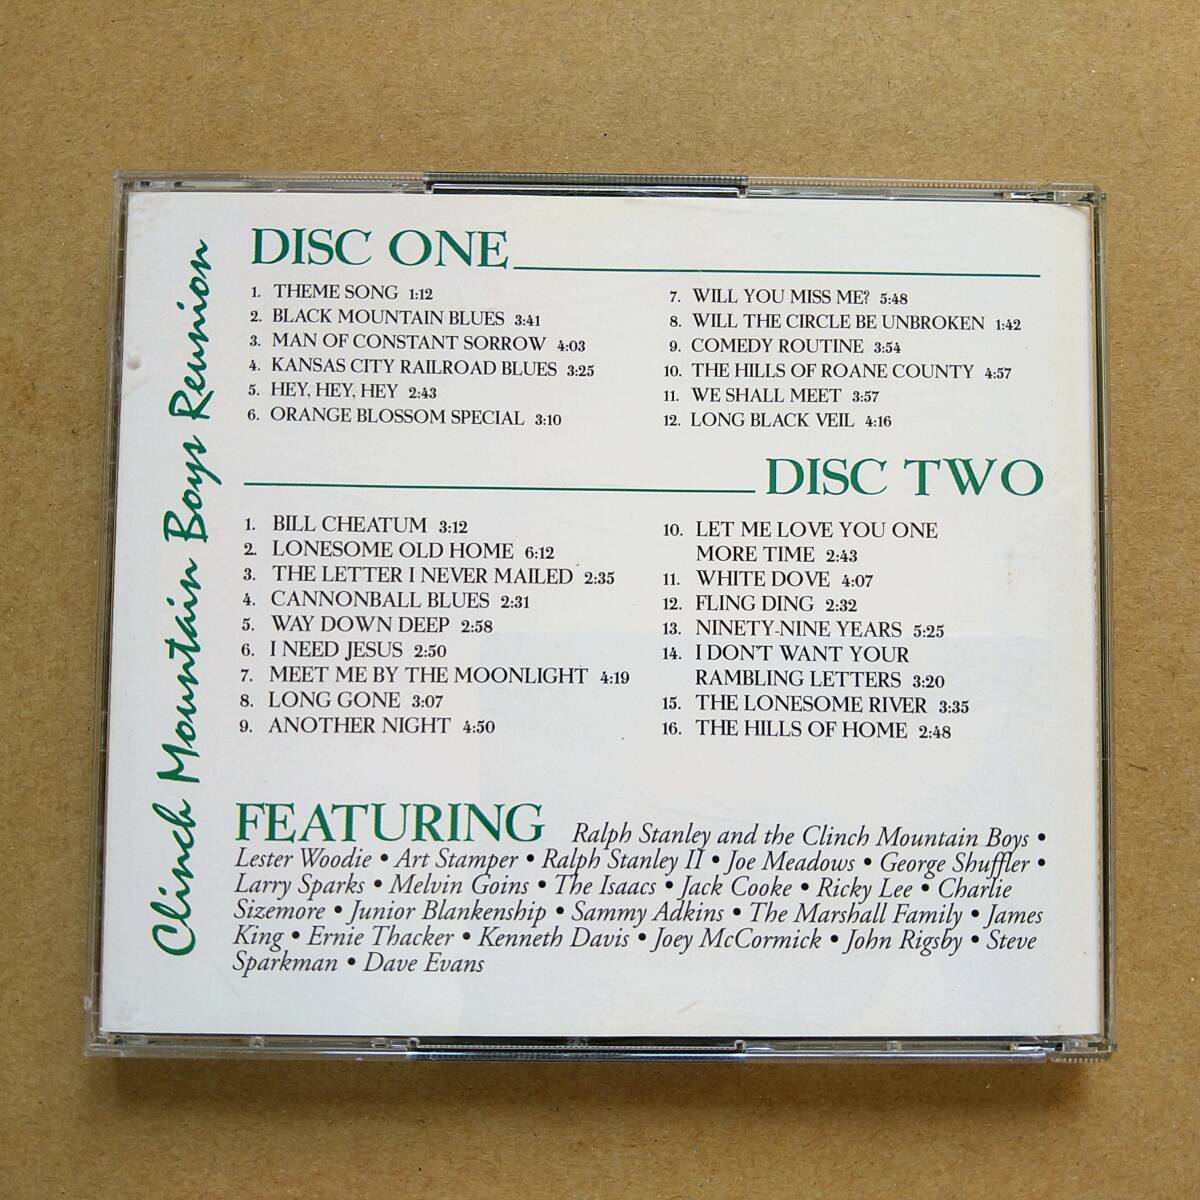 Clinch Mountain Boys Reunion
DISC ONE
1. THEME SONG 1:12
2. BLACK MOUNTAIN BLUES 3:41
3. MAN OF CONSTANT SORROW 4:03
4. KANSAS CITY RAILROAD BLUES 3:25
5. HEY, HEY, HEY 2:43
6. ORANGE BLOSSOM SPECIAL 3:10
7. WILL YOU MISS ME? 5:48
8. WILL THE CIRCLE BE UNBROKEN 1:42
9. COMEDY ROUTINE 3:54
10. THE HILLS OF ROANE COUNTY 4:57
11. WE SHALL MEET 3:57
12. LONG BLACK VEIL 4:16
DISC TWO
1. BILL CHEATUM 3:12
2. LONESOME OLD HOME 6:12
3. THE LETTER I NEVER MAILED 2:35
4. CANNONBALL BLUES 2:31
5. WAY DOWN DEEP 2:58
6. I NEED JESUS 2:50
7. MEET ME BY THE MOONLIGHT 4:19
8. LONG GONE 3:07
9. ANOTHER NIGHT 4:50
10. LET ME LOVE YOU ONE
MORE TIME 2:43
11. WHITE DOVE 4:07
12. FLING DING 2:32
13. NINETY-NINE YEARS 5:25
14. I DON'T WANT YOUR
RAMBLING LETTERS 3:20
15. THE LONESOME RIVER 3:35
16. THE HILLS OF HOME 2:48
FEATURING Ralph Stanley and the Clinch Mountain Boys •
Lester Woodie • Art Stamper • Ralph Stanley II • Joe Meadows • George Shuffler •
Larry Sparks • Melvin Goins • The Isaacs • Jack Cooke • Ricky Lee • Charlie
Sizemore • Junior Blankenship • Sammy Adkins • The Marshall Family • James
King • Ernie Thacker • Kenneth Davis • Joey McCormick • John Rigsby • Steve
Sparkman • Dave Evans